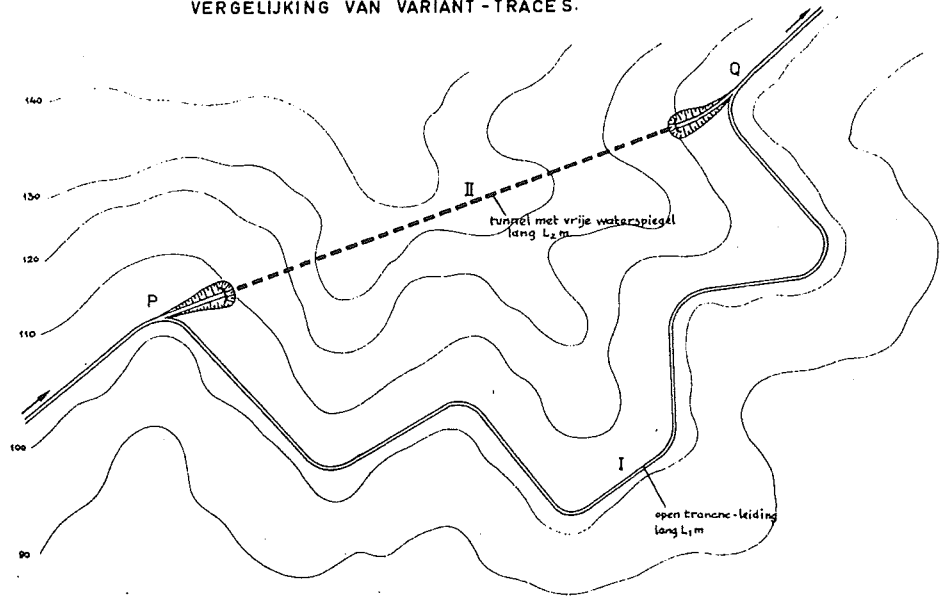 VERGELIJKING VAN VARIANT-TRACES.
Q
140
130
II
tunnel met vrije waterspiegel
lang L₂ m
120
P
110
100
I
open trance-leiding
lang L₁ m
90